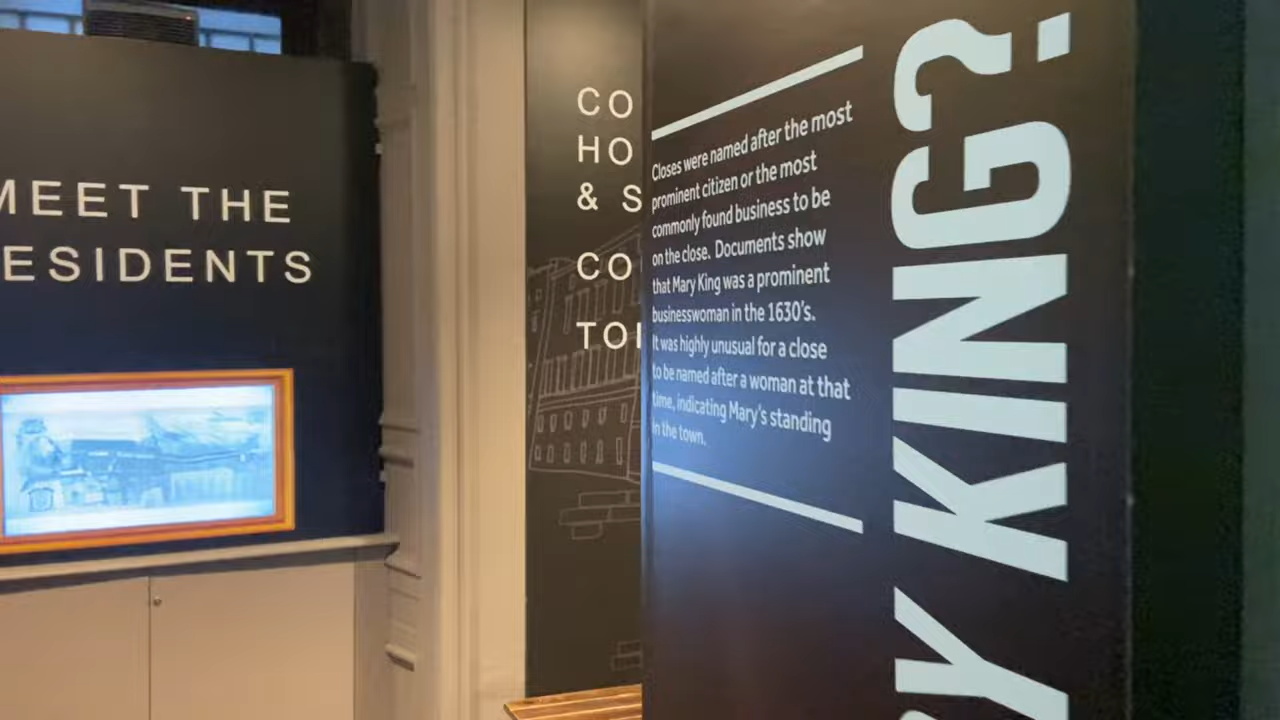 MEET THE
ESIDENTS
CO
HO
& S
CO
TO
Closes were named after the most
prominent citizen or the most
commonly found business to be
on the close. Documents show
that Mary King was a prominent
businesswoman in the 1630's.
It was highly unusual for a close
to be named after a woman at that
time, indicating Mary's standing
in the town.
Y KING?